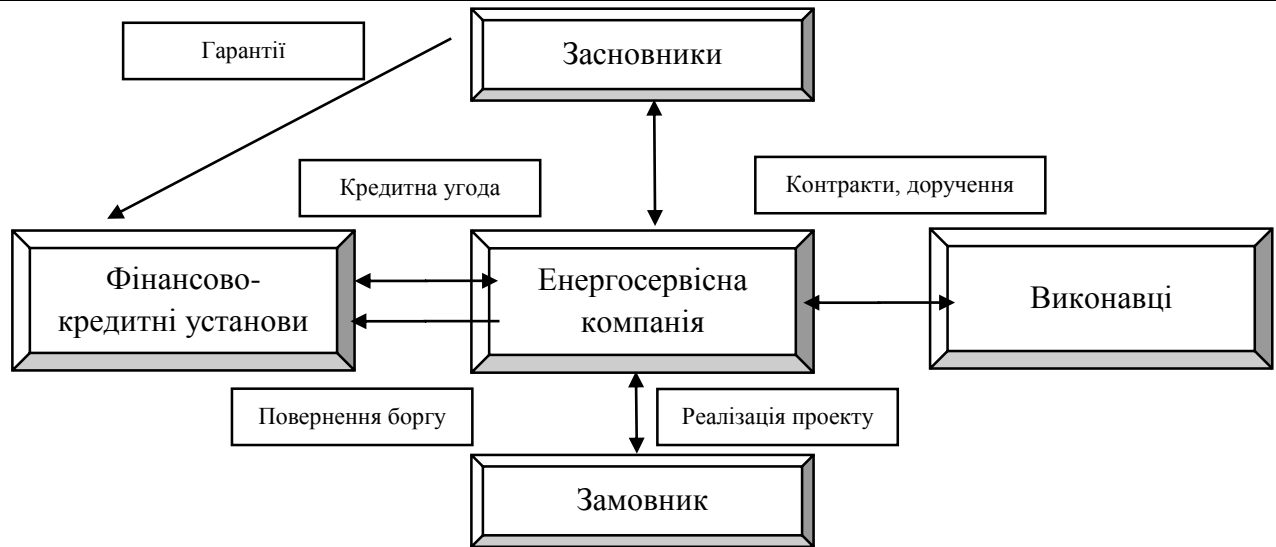 Гарантії
Засновники
Кредитна угода
Контракти, доручення
Фінансово-
кредитні установи
Енергосервісна
компанія
Виконавці
Повернення боргу
Реалізація проекту
Замовник